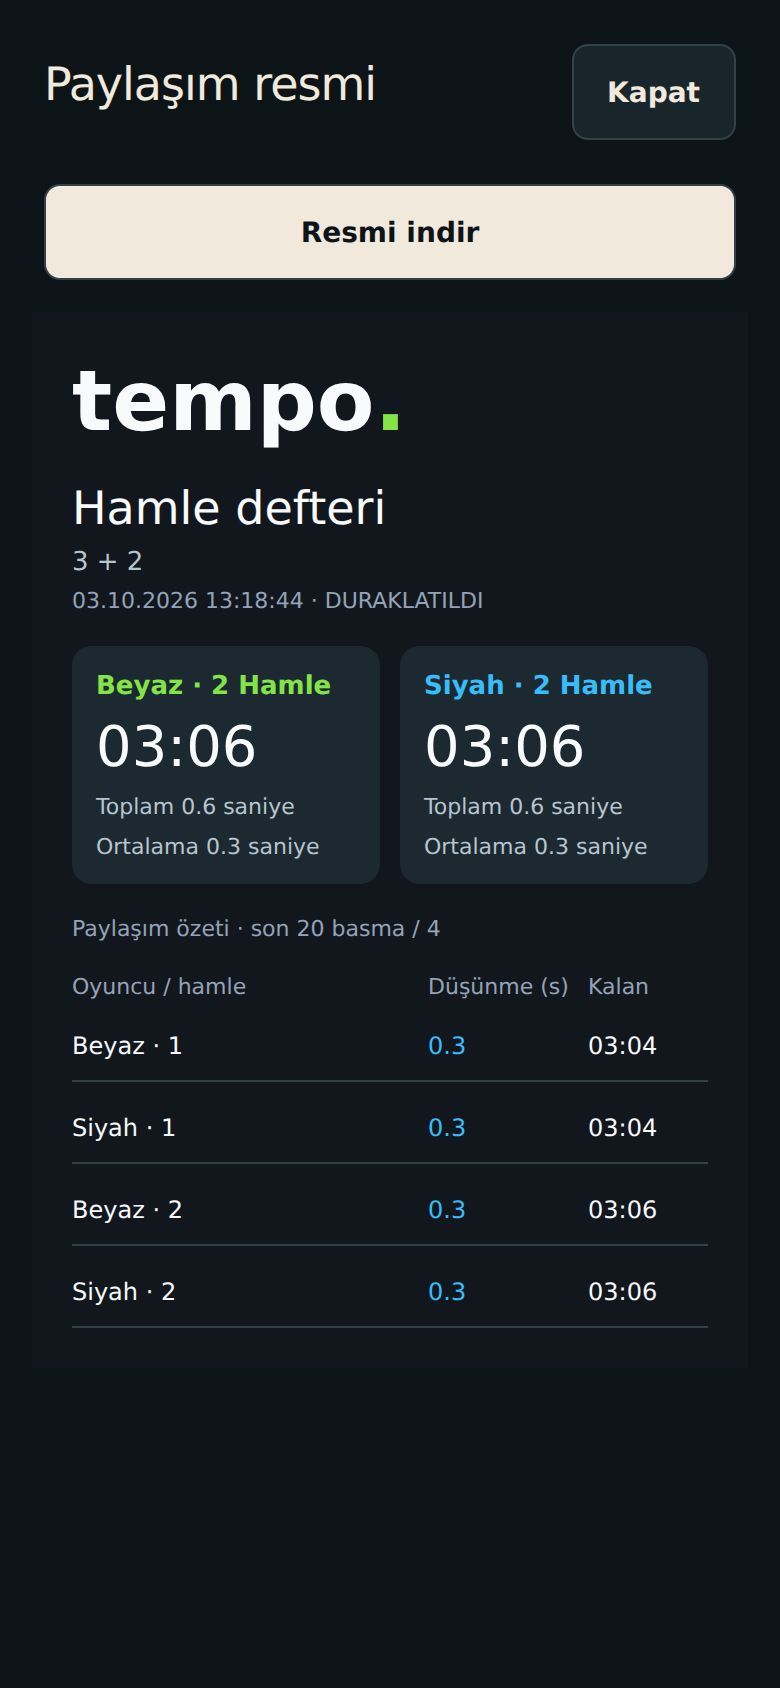 Paylaşım resmi
Kapat
Resmi indir
tempo.
Hamle defteri
3 + 2
03.10.2026 13:18:44 · DURAKLATILDI
Beyaz · 2 Hamle
03:06
Toplam 0.6 saniye
Ortalama 0.3 saniye
Siyah · 2 Hamle
03:06
Toplam 0.6 saniye
Ortalama 0.3 saniye
Paylaşım özeti · son 20 basma / 4
Oyuncu / hamle Düşünme (s) Kalan
Beyaz · 1 0.3 03:04
Siyah · 1 0.3 03:04
Beyaz · 2 0.3 03:06
Siyah · 2 0.3 03:06